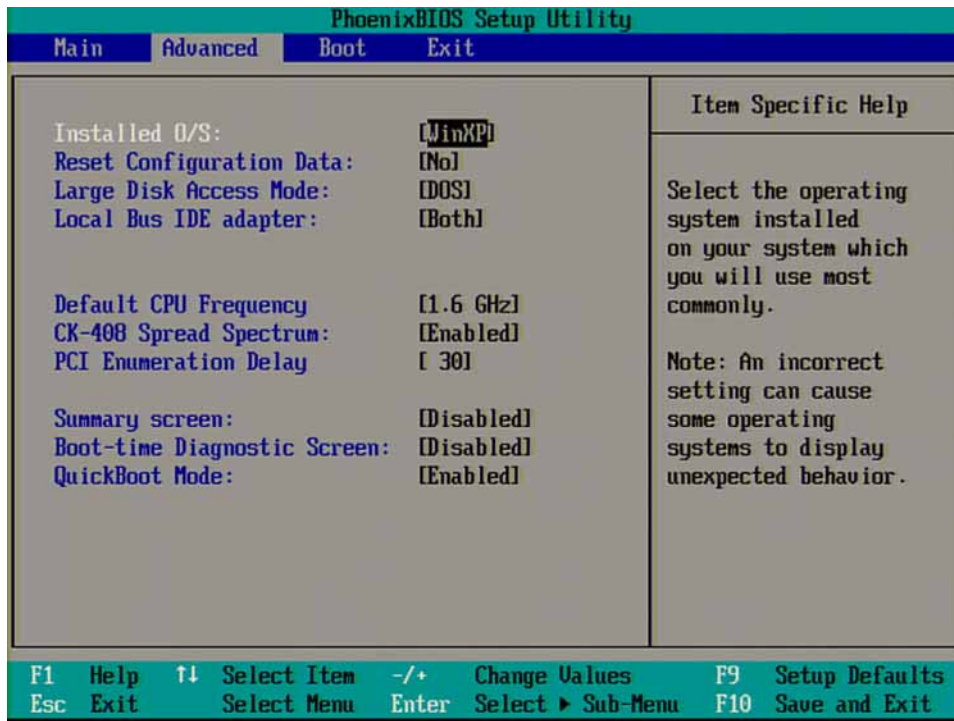 PhoenixBIOS Setup Utility
Main Advanced Boot Exit
Installed O/S: [WinXP]
Reset Configuration Data: [No]
Large Disk Access Mode: [DOS]
Local Bus IDE adapter: [Both]
Default CPU Frequency [1.6 GHz]
CK-408 Spread Spectrum: [Enabled]
PCI Enumeration Delay [ 30]
Summary screen: [Disabled]
Boot-time Diagnostic Screen: [Disabled]
QuickBoot Mode: [Enabled]
Item Specific Help
Select the operating
system installed
on your system which
you will use most
commonly.
Note: An incorrect
setting can cause
some operating
systems to display
unexpected behavior.
F1 Help ↑↓ Select Item -/+ Change Values F9 Setup Defaults
Esc Exit Select Menu Enter Select ▶ Sub-Menu F10 Save and Exit